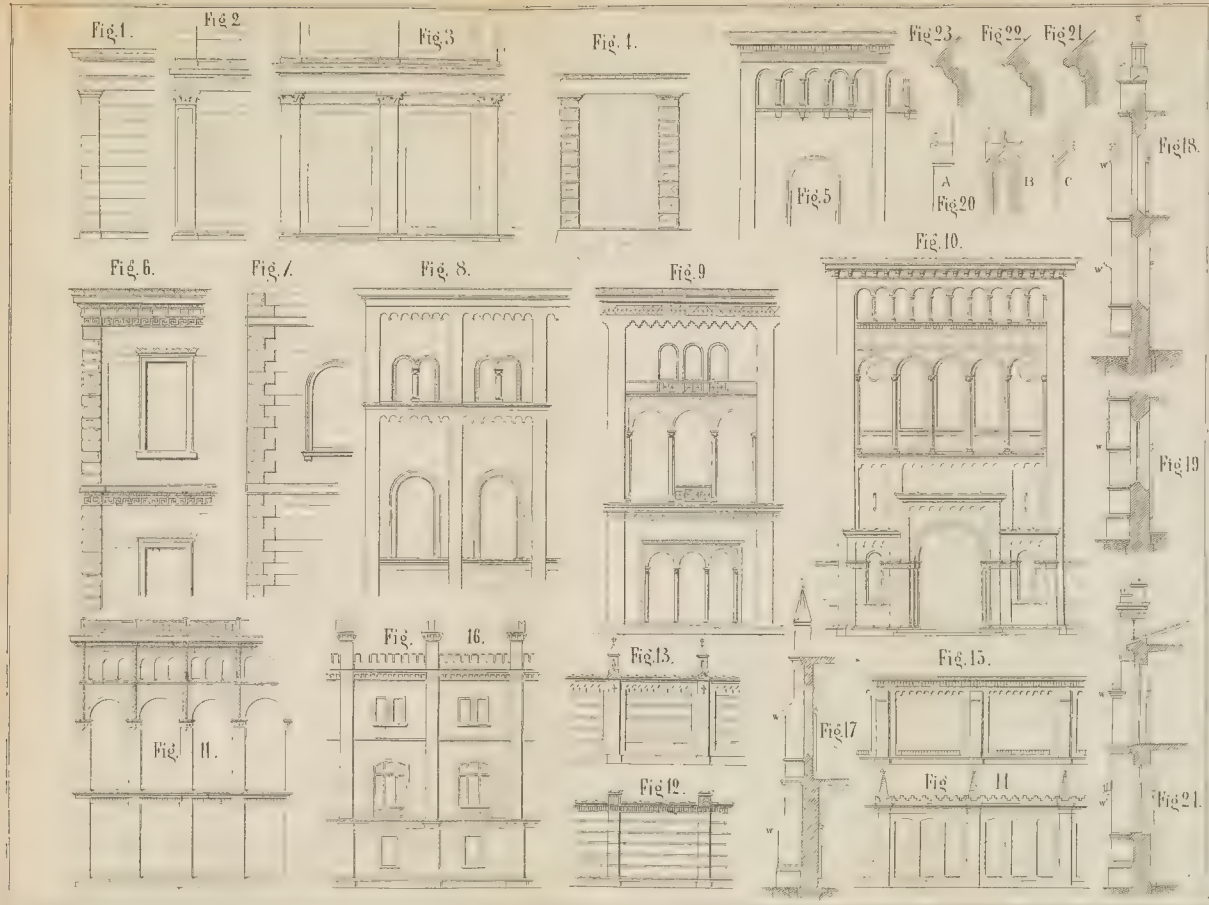 Fig.1.
Fig 2
Fig.3
Fig. 4.
Fig.5
Fig.23
Fig.22.
Fig.21
A
B
C
Fig.20
Fig 18.
W
W
Fig.6.
Fig.7.
Fig. 8.
Fig.9
Fig.10.
W
Fig.19
Fig. 11.
Fig. 16.
Fig.13.
Fig.12.
W
W
Fig.17
Fig.15.
Fig 14
W
W
Fig.24.